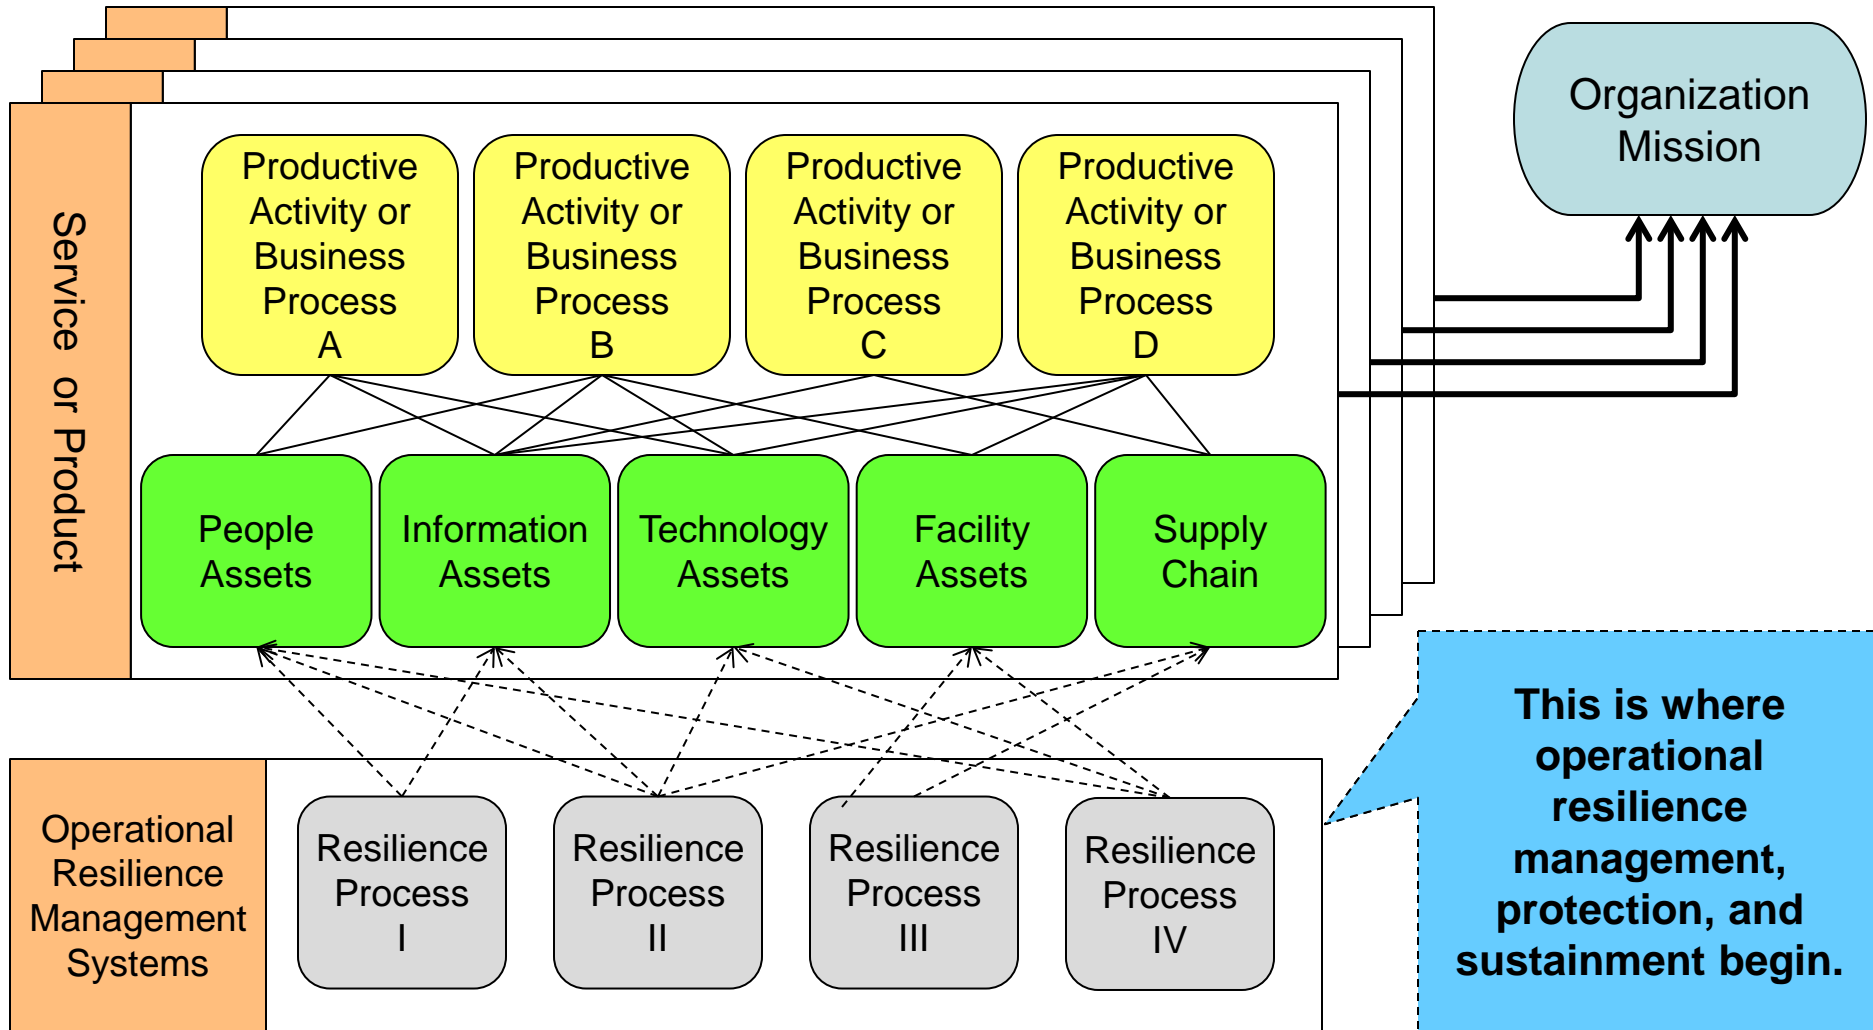 Organization
Mission
Service or Product
Productive
Activity or
Business
Process
A
Productive
Activity or
Business
Process
B
Productive
Activity or
Business
Process
C
Productive
Activity or
Business
Process
D
People
Assets
Information
Assets
Technology
Assets
Facility
Assets
Supply
Chain
This is where
operational
resilience
management,
protection, and
sustainment begin.
Operational
Resilience
Management
Systems
Resilience
Process
I
Resilience
Process
II
Resilience
Process
III
Resilience
Process
IV